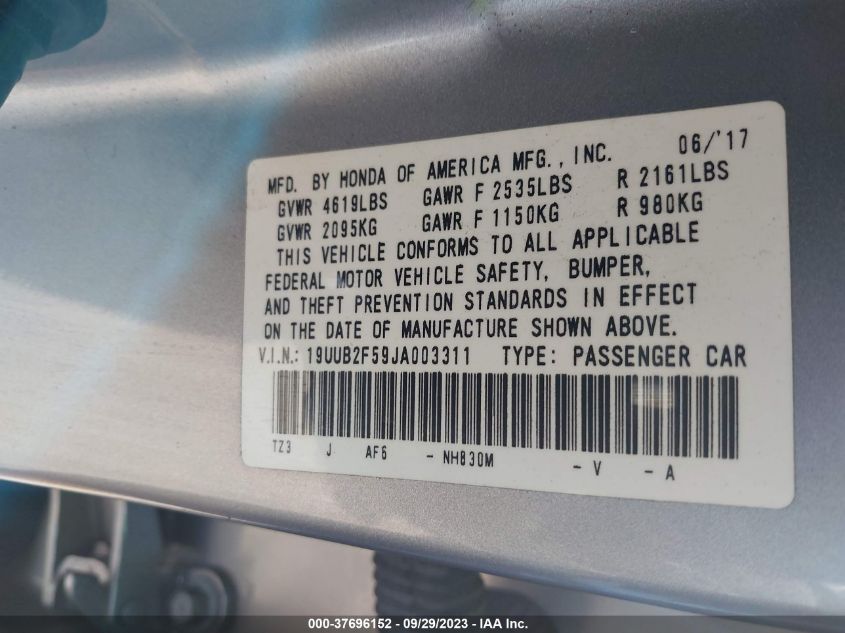 MFD. BY HONDA OF AMERICA MFG., INC. 06/'17
GVWR 4619LBS GAWR F 2535LBS R 2161LBS
GVWR 2095KG GAWR F 1150KG R 980KG
THIS VEHICLE CONFORMS TO ALL APPLICABLE
FEDERAL MOTOR VEHICLE SAFETY, BUMPER,
AND THEFT PREVENTION STANDARDS IN EFFECT
ON THE DATE OF MANUFACTURE SHOWN ABOVE.
V.I.N.: 19UUB2F59JA003311 TYPE: PASSENGER CAR
TZ3 J AF6 - NH830M - V - A
000-37696152 / 09/29/2023 - IAA Inc.